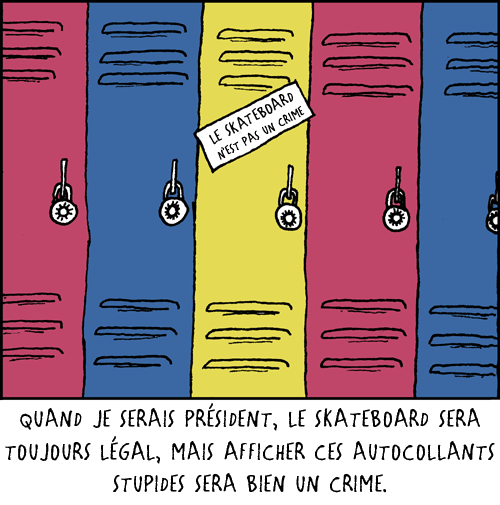 LE SKATEBOARD
N'EST PAS UN CRIME
QUAND JE SERAIS PRÉSIDENT, LE SKATEBOARD SERA
TOUJOURS LÉGAL, MAIS AFFICHER CES AUTOCOLLANTS
STUPIDES SERA BIEN UN CRIME.